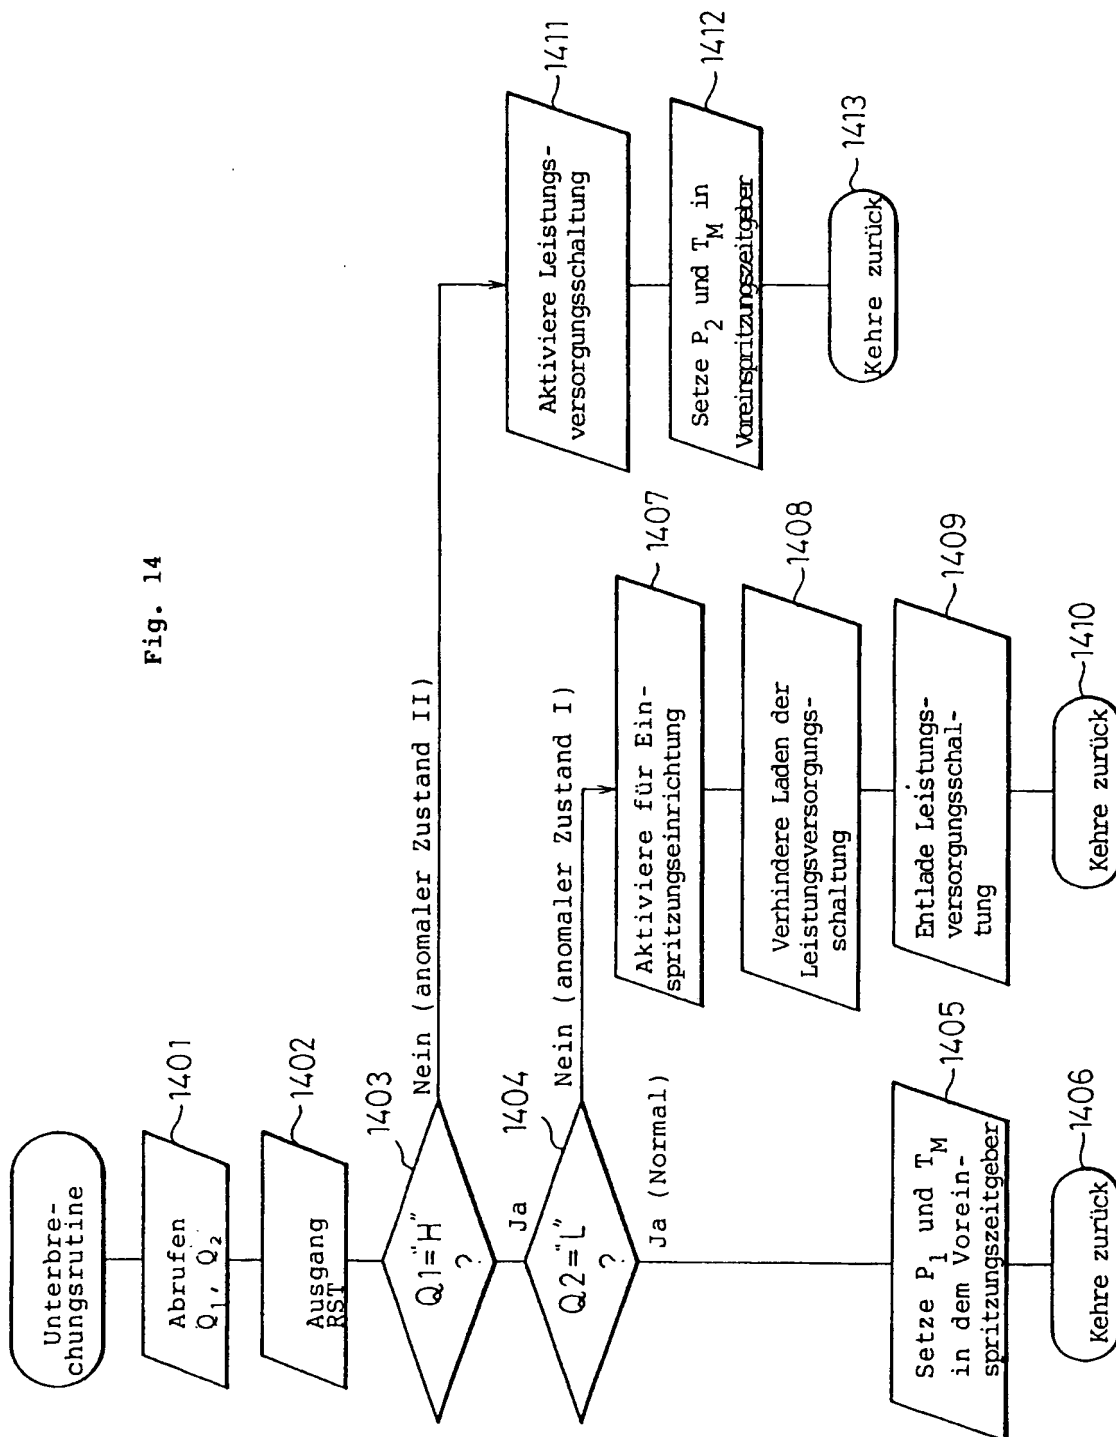 Fig. 14
Unterbre-
chungsrutine
Abrufen
Q₁, Q₂
1401
Ausgang
RST
1402
Q1="H"
?
1403
Nein (anomaler Zustand II)
Ja
Q2="L"
?
1404
Nein (anomaler Zustand I)
Ja (Normal)
Setze P₁ und T_M
in dem Vorein-
spritzungszeitgeber
1405
Kehre zurück
1406
Aktiviere für Ein-
spritzungseinrichtung
1407
Verhindere Laden der
Leistungsversorgungs-
schaltung
1408
Entlade Leistungs-
versorgungsschal-
tung
1409
Kehre zurück
1410
Aktiviere Leistungs-
versorgungsschaltung
1411
Setze P₂ und T_M in
Voreinspritzungszeitgeber
1412
Kehre zurück
1413